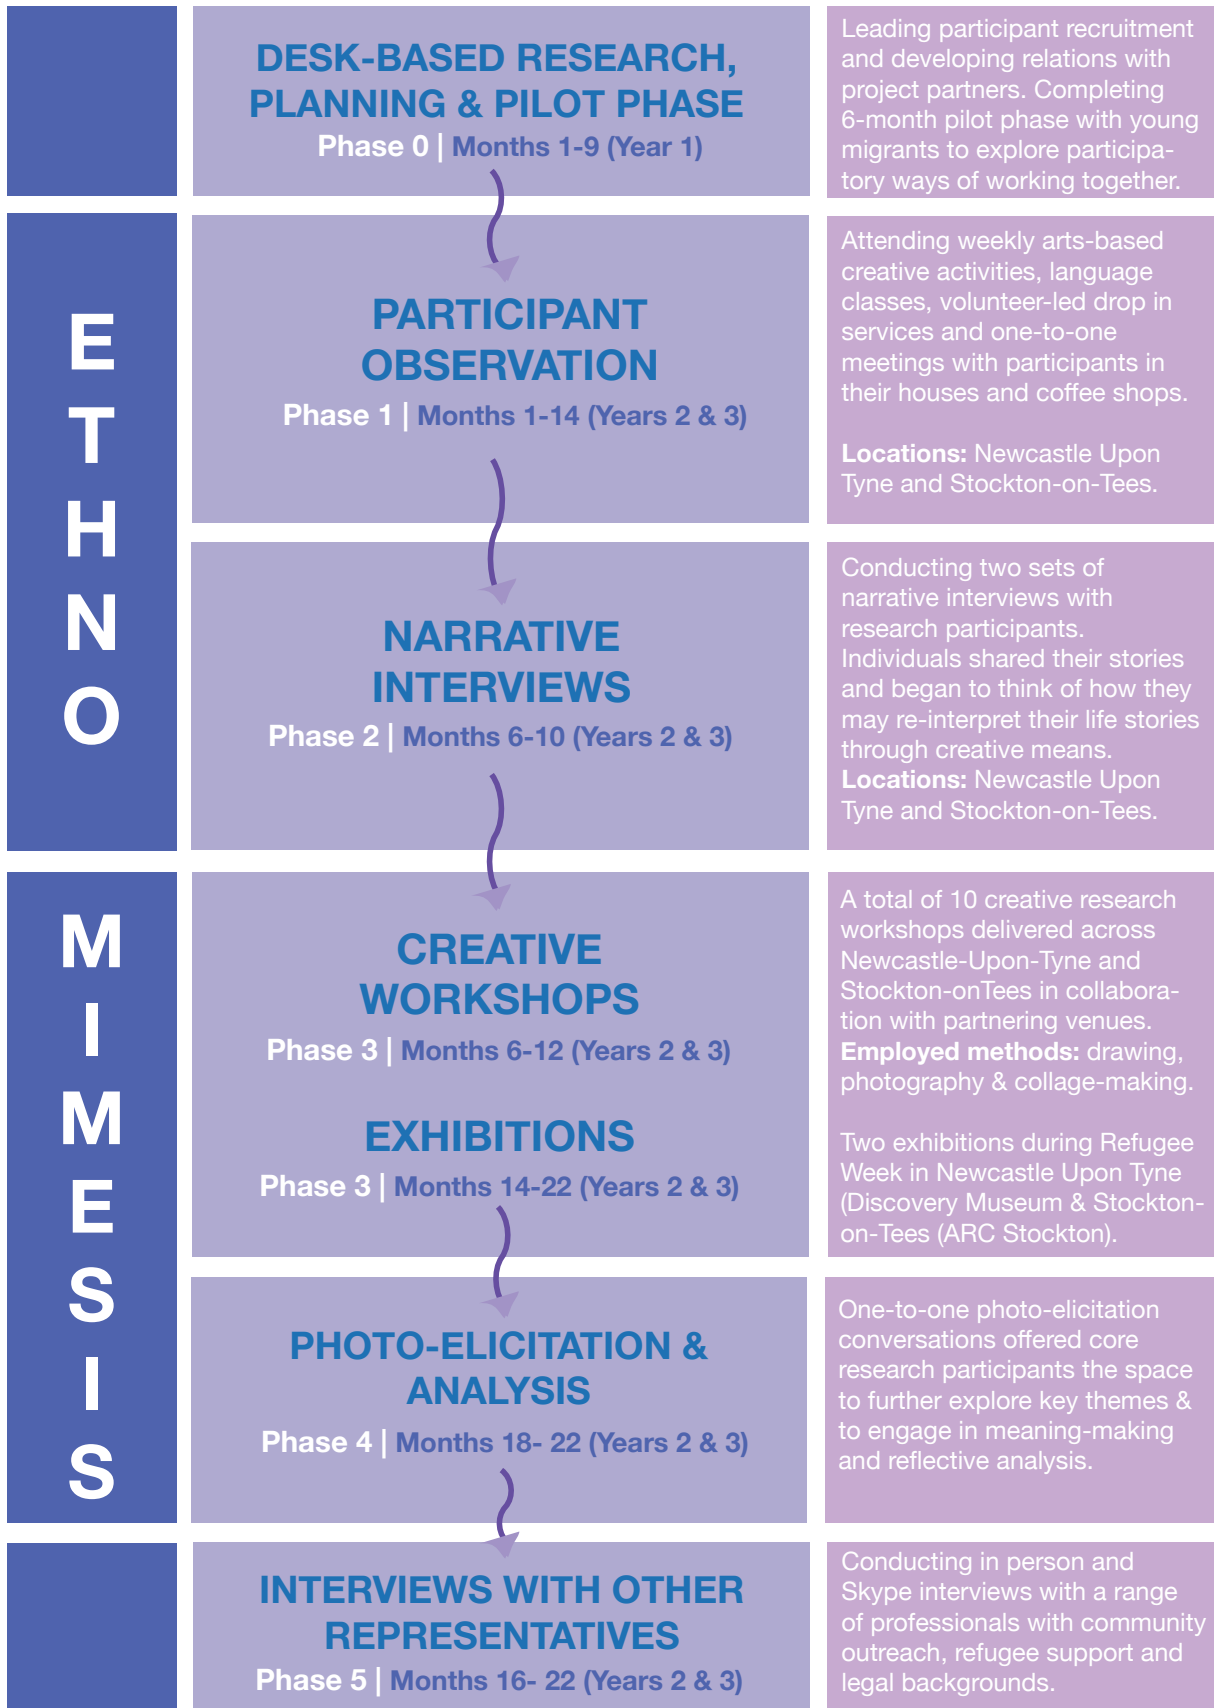 DESK-BASED RESEARCH,
PLANNING & PILOT PHASE
Phase 0 | Months 1-9 (Year 1)
Leading participant recruitment
and developing relations with
project partners. Completing
6-month pilot phase with young
migrants to explore participa-
tory ways of working together.
E
T
H
N
O
PARTICIPANT
OBSERVATION
Phase 1 | Months 1-14 (Years 2 & 3)
Attending weekly arts-based
creative activities, language
classes, volunteer-led drop in
services and one-to-one
meetings with participants in
their houses and coffee shops.
Locations: Newcastle Upon
Tyne and Stockton-on-Tees.
NARRATIVE
INTERVIEWS
Phase 2 | Months 6-10 (Years 2 & 3)
Conducting two sets of
narrative interviews with
research participants.
Individuals shared their stories
and began to think of how they
may re-interpret their life stories
through creative means.
Locations: Newcastle Upon
Tyne and Stockton-on-Tees.
M
I
M
E
S
I
S
CREATIVE
WORKSHOPS
Phase 3 | Months 6-12 (Years 2 & 3)
EXHIBITIONS
Phase 3 | Months 14-22 (Years 2 & 3)
A total of 10 creative research
workshops delivered across
Newcastle-Upon-Tyne and
Stockton-onTees in collabora-
tion with partnering venues.
Employed methods: drawing,
photography & collage-making.
Two exhibitions during Refugee
Week in Newcastle Upon Tyne
(Discovery Museum & Stockton-
on-Tees (ARC Stockton).
PHOTO-ELICITATION &
ANALYSIS
Phase 4 | Months 18- 22 (Years 2 & 3)
One-to-one photo-elicitation
conversations offered core
research participants the space
to further explore key themes &
to engage in meaning-making
and reflective analysis.
INTERVIEWS WITH OTHER
REPRESENTATIVES
Phase 5 | Months 16- 22 (Years 2 & 3)
Conducting in person and
Skype interviews with a range
of professionals with community
outreach, refugee support and
legal backgrounds.